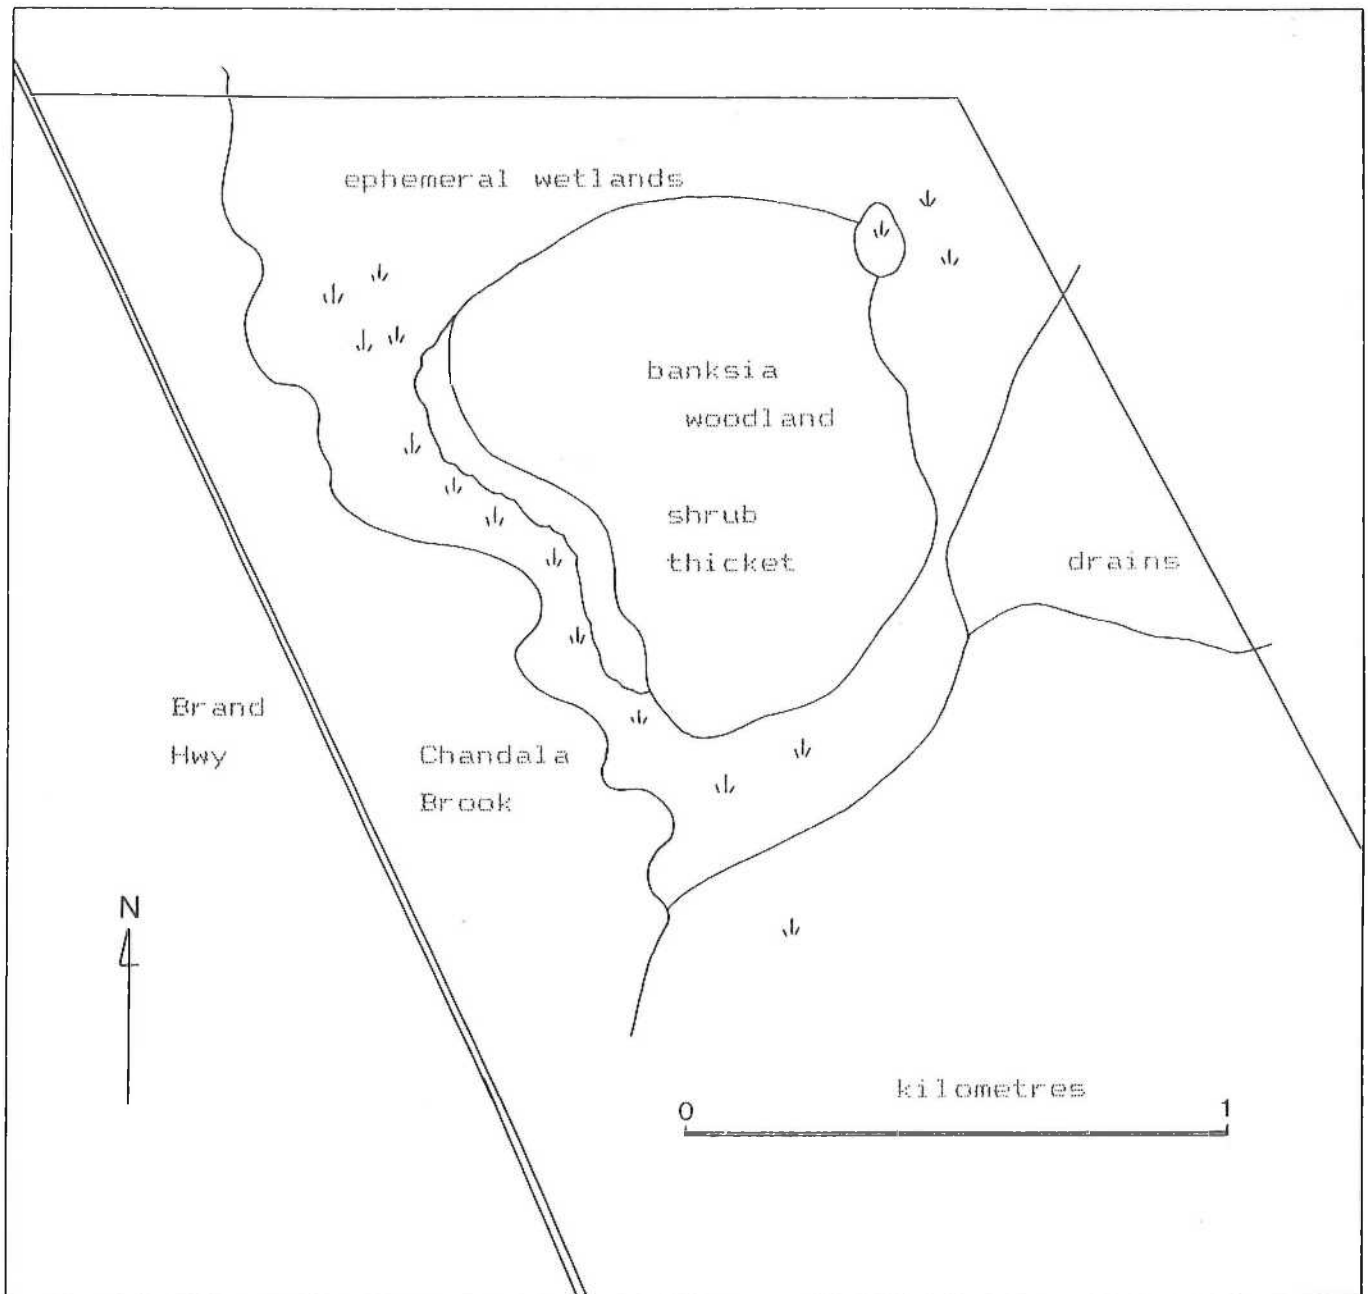 ephemeral wetlands
banksia
woodland
shrub
thicket
drains
Brand
Hwy
Chandala
Brook
N
kilometres
0 1